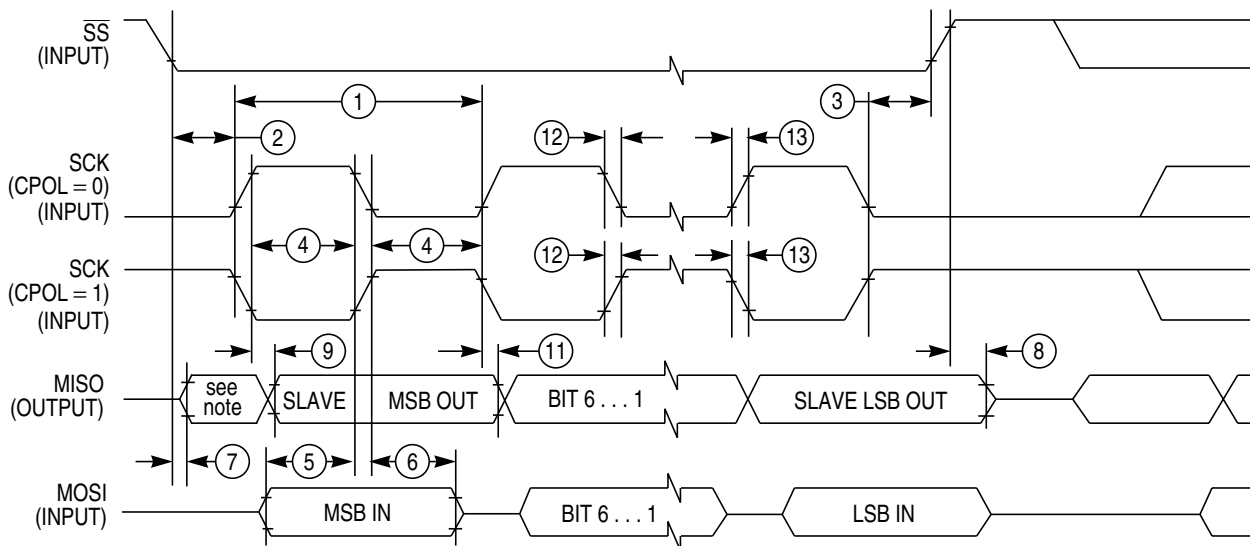 SS
(INPUT)
1
3
2
12
13
SCK
(CPOL = 0)
(INPUT)
4
4
12
13
SCK
(CPOL = 1)
(INPUT)
9
11
8
MISO
(OUTPUT)
see
note
SLAVE
MSB OUT
BIT 6 . . . 1
SLAVE LSB OUT
7
5
6
MOSI
(INPUT)
MSB IN
BIT 6 . . . 1
LSB IN